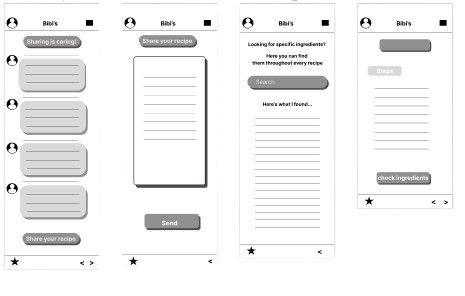 Bibi's
Sharing is caring!
Share your recipe
< >
Bibi's
Share your recipe
Send
<
Bibi's
Looking for specific ingredients?
Here you can find
them throughout every recipe
Search
Here's what I found...
<
Bibi's
Steps
check ingredients
< >